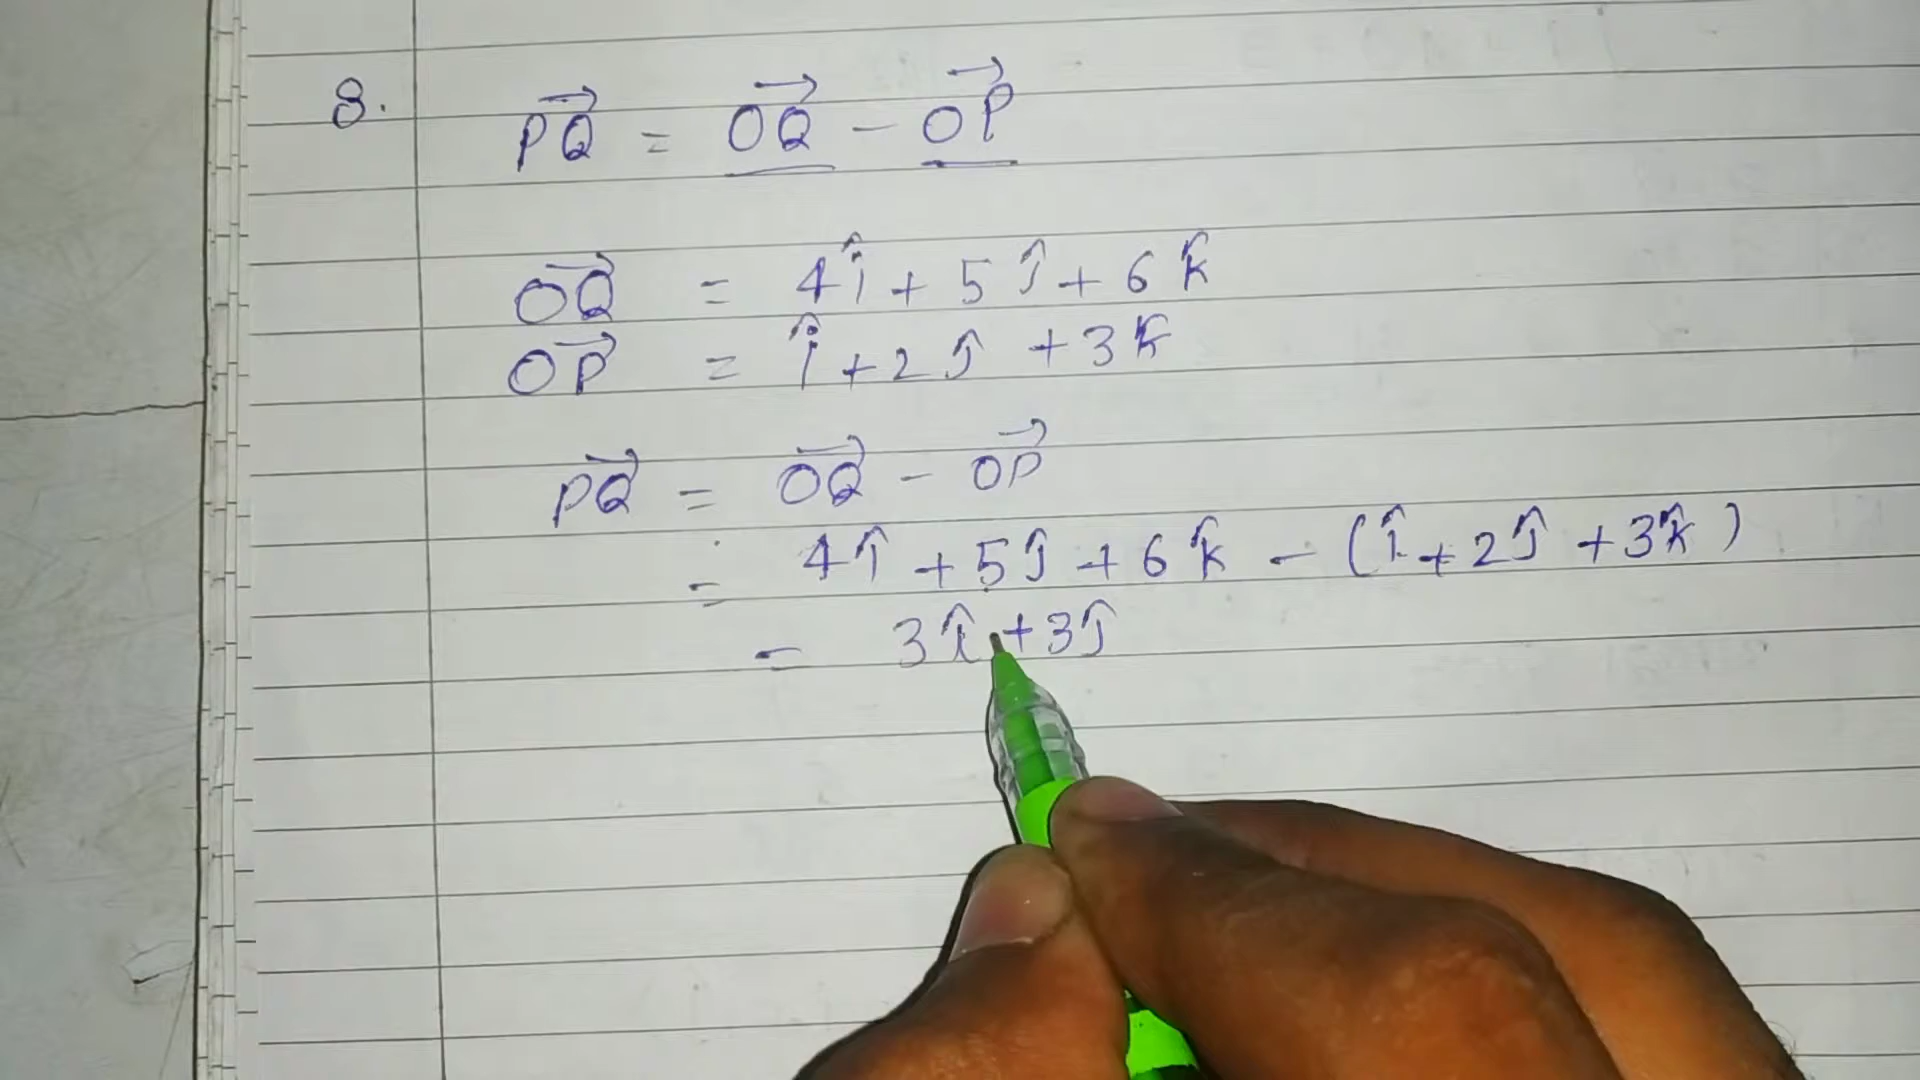 8. PQ⃗ = OQ⃗ - OP⃗
OQ⃗ = 4î + 5ĵ + 6k̂
OP⃗ = î + 2ĵ + 3k̂
PQ⃗ = OQ⃗ - OP⃗
= 4î + 5ĵ + 6k̂ - (î + 2ĵ + 3k̂)
= 3î + 3ĵ